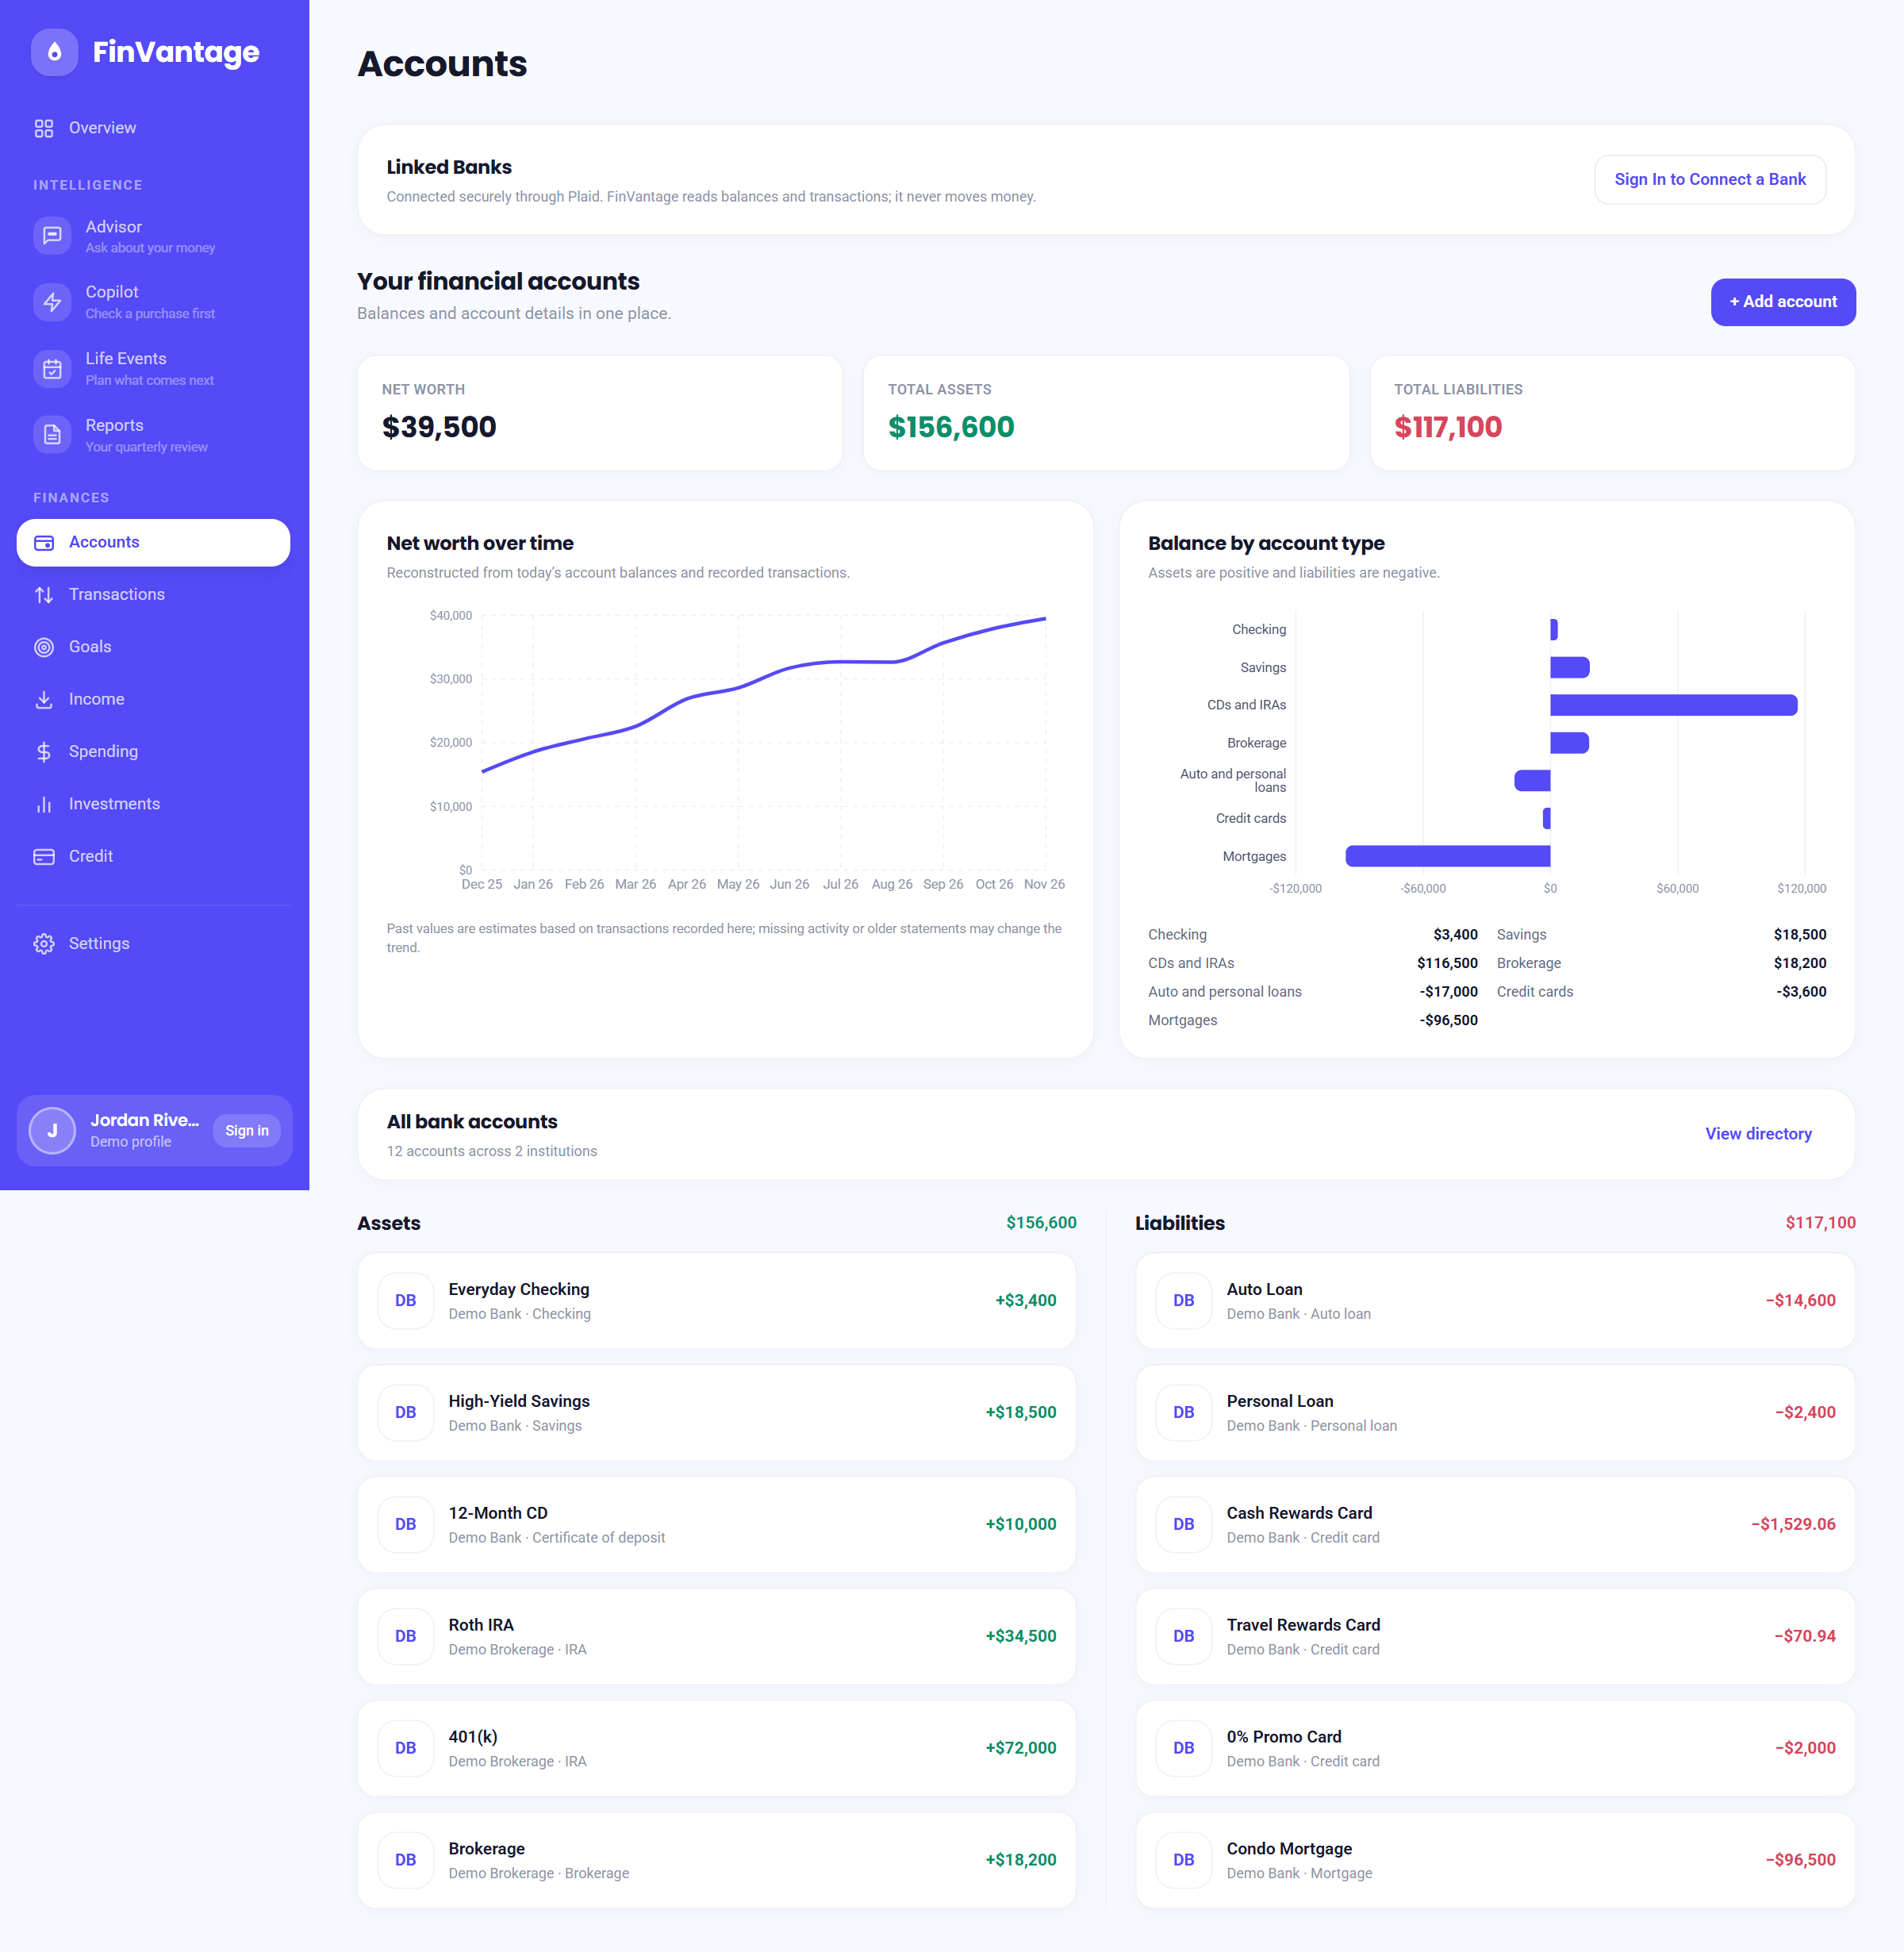 FinVantage
Overview
INTELLIGENCE
Advisor
Ask about your money
Copilot
Check a purchase first
Life Events
Plan what comes next
Reports
Your quarterly review
FINANCES
Accounts
Transactions
Goals
Income
Spending
Investments
Credit
Settings
J
Jordan Rive...
Demo profile
Sign in
Accounts
Linked Banks
Connected securely through Plaid. FinVantage reads balances and transactions; it never moves money.
Sign In to Connect a Bank
Your financial accounts
Balances and account details in one place.
+ Add account
NET WORTH
$39,500
TOTAL ASSETS
$156,600
TOTAL LIABILITIES
$117,100
Net worth over time
Reconstructed from today’s account balances and recorded transactions.
$40,000
$30,000
$20,000
$10,000
$0
Dec 25 Jan 26 Feb 26 Mar 26 Apr 26 May 26 Jun 26 Jul 26 Aug 26 Sep 26 Oct 26 Nov 26
Past values are estimates based on transactions recorded here; missing activity or older statements may change the
trend.
Balance by account type
Assets are positive and liabilities are negative.
Checking
Savings
CDs and IRAs
Brokerage
Auto and personal
loans
Credit cards
Mortgages
-$120,000 -$60,000 $0 $60,000 $120,000
Checking $3,400 Savings $18,500
CDs and IRAs $116,500 Brokerage $18,200
Auto and personal loans -$17,000 Credit cards -$3,600
Mortgages -$96,500
All bank accounts
12 accounts across 2 institutions
View directory
Assets $156,600
DB
Everyday Checking
Demo Bank · Checking
+$3,400
DB
High-Yield Savings
Demo Bank · Savings
+$18,500
DB
12-Month CD
Demo Bank · Certificate of deposit
+$10,000
DB
Roth IRA
Demo Brokerage · IRA
+$34,500
DB
401(k)
Demo Brokerage · IRA
+$72,000
DB
Brokerage
Demo Brokerage · Brokerage
+$18,200
Liabilities $117,100
DB
Auto Loan
Demo Bank · Auto loan
−$14,600
DB
Personal Loan
Demo Bank · Personal loan
−$2,400
DB
Cash Rewards Card
Demo Bank · Credit card
−$1,529.06
DB
Travel Rewards Card
Demo Bank · Credit card
−$70.94
DB
0% Promo Card
Demo Bank · Credit card
−$2,000
DB
Condo Mortgage
Demo Bank · Mortgage
−$96,500